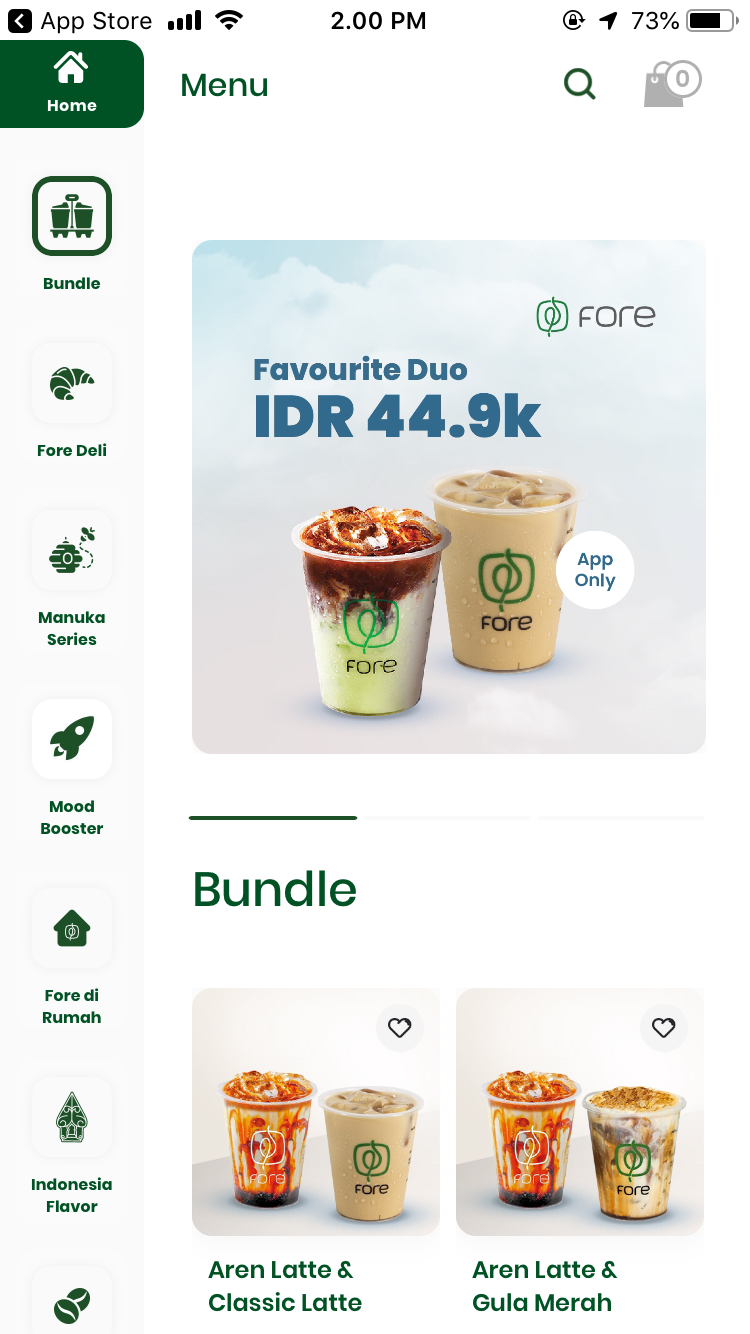 App Store
2.00 PM
73%
Home
Menu
0
Bundle
Fore Deli
Manuka
Series
Mood
Booster
Fore di
Rumah
Indonesia
Flavor
FORE
Favourite Duo
IDR 44.9k
App
Only
FORE
FORE
Bundle
FORE
FORE
FORE
FORE
Aren Latte &
Classic Latte
Aren Latte &
Gula Merah